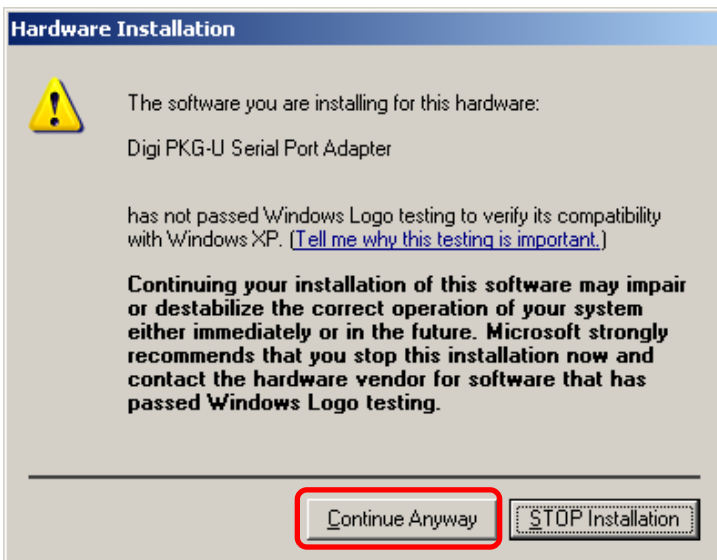 Hardware Installation
The software you are installing for this hardware:
Digi PKG-U Serial Port Adapter
has not passed Windows Logo testing to verify its compatibility
with Windows XP. (Tell me why this testing is important.)
Continuing your installation of this software may impair
or destabilize the correct operation of your system
either immediately or in the future. Microsoft strongly
recommends that you stop this installation now and
contact the hardware vendor for software that has
passed Windows Logo testing.
Continue Anyway
STOP Installation